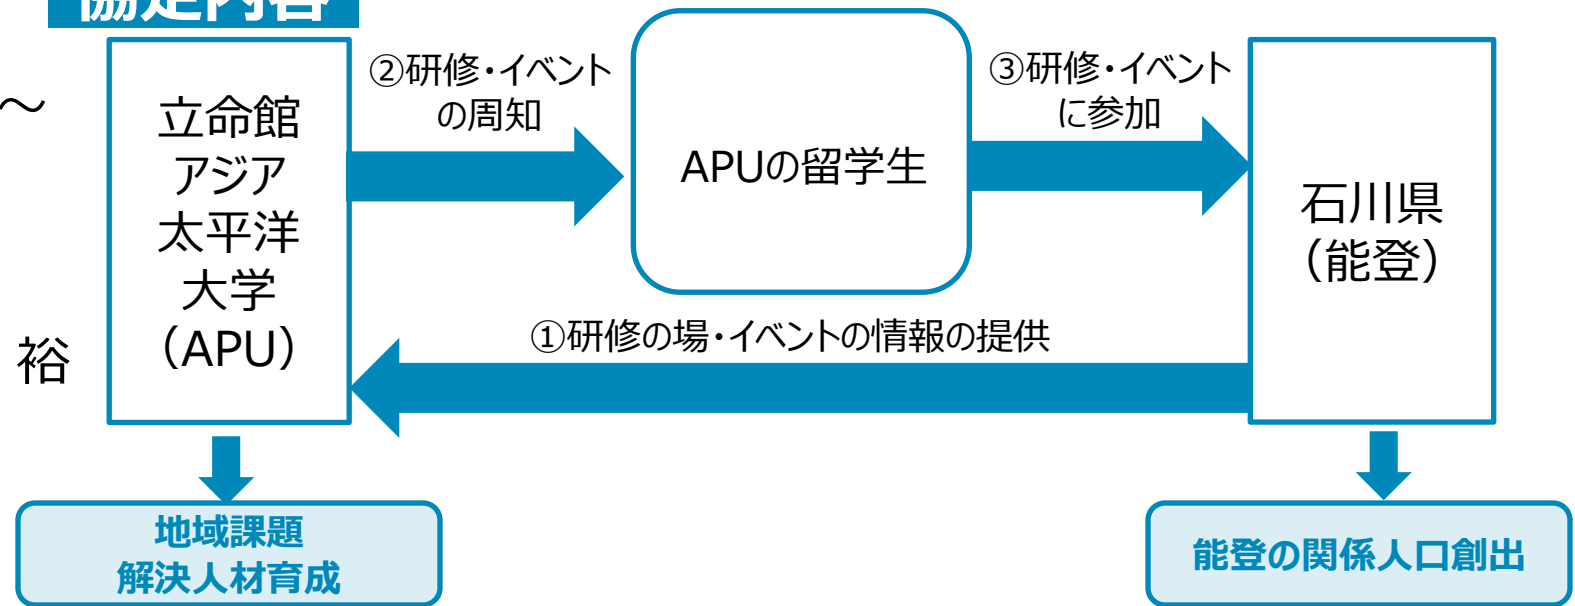 協定内容
～
裕
立命館
アジア
太平洋
大学
（APU）
②研修・イベント
の周知
APUの留学生
③研修・イベント
に参加
石川県
（能登）
①研修の場・イベントの情報の提供
地域課題
解決人材育成
能登の関係人口創出